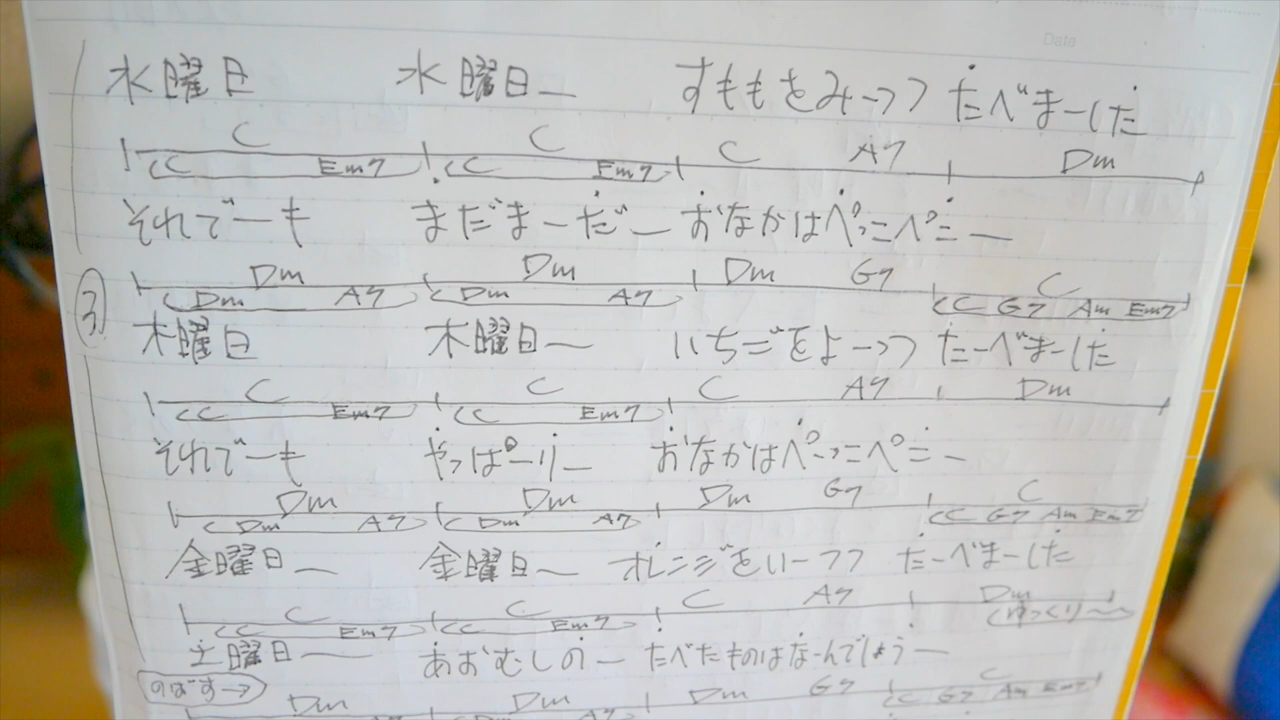 Date
水曜日 水曜日ー すももをみーっつ たべまーした
C C C A7 Dm
(C Em7) (C Em7)
それでーも まだまーだー おなかはぺっこぺこー
Dm Dm Dm G7 C
(Dm A7) (Dm A7) (C G7 Am Em7)
③ 木曜日 木曜日ー いちごをよーっつ たーべまーした
C C C A7 Dm
(C Em7) (C Em7)
それでーも やっぱーりー おなかはぺーっこぺこー
Dm Dm Dm G7 C
(Dm A7) (Dm A7) (C G7 Am Em7)
金曜日ー 金曜日ー オレンジをいーつつ たーべまーした
C C C A7 Dm
(C Em7) (C Em7) (ゆっくり〜〜
土曜日ー あおむしのー たべたものはなーんでしょうー
のばす→ Dm Dm Dm G7 C
(C G7 Am Em7)